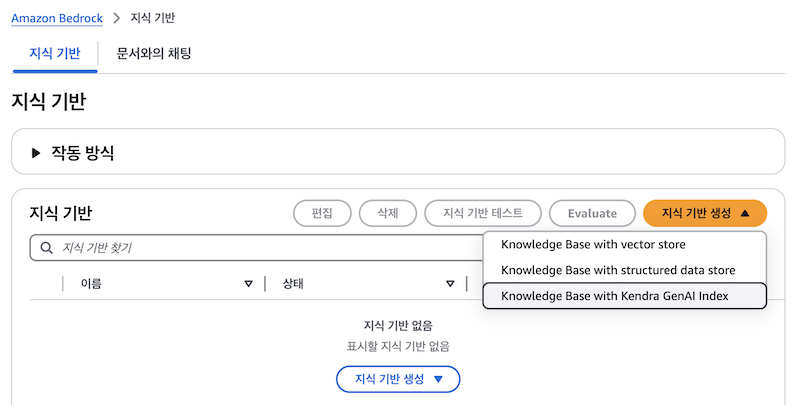 Amazon Bedrock > 지식 기반
지식 기반 문서와의 채팅
지식 기반
작동 방식
지식 기반 편집 삭제 지식 기반 테스트 Evaluate 지식 기반 생성
지식 기반 찾기
Knowledge Base with vector store
Knowledge Base with structured data store
Knowledge Base with Kendra GenAI Index
이름 상태
지식 기반 없음
표시할 지식 기반 없음
지식 기반 생성